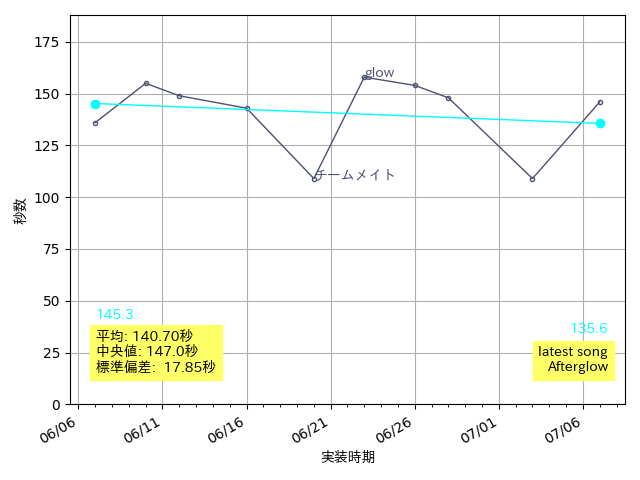 175
150
125
100
75
50
25
0
秒数
glow
チームメイト
145.3
平均: 140.70秒
中央値: 147.0秒
標準偏差: 17.85秒
135.6
latest song
Afterglow
06/06
06/11
06/16
06/21
06/26
07/01
07/06
実装時期